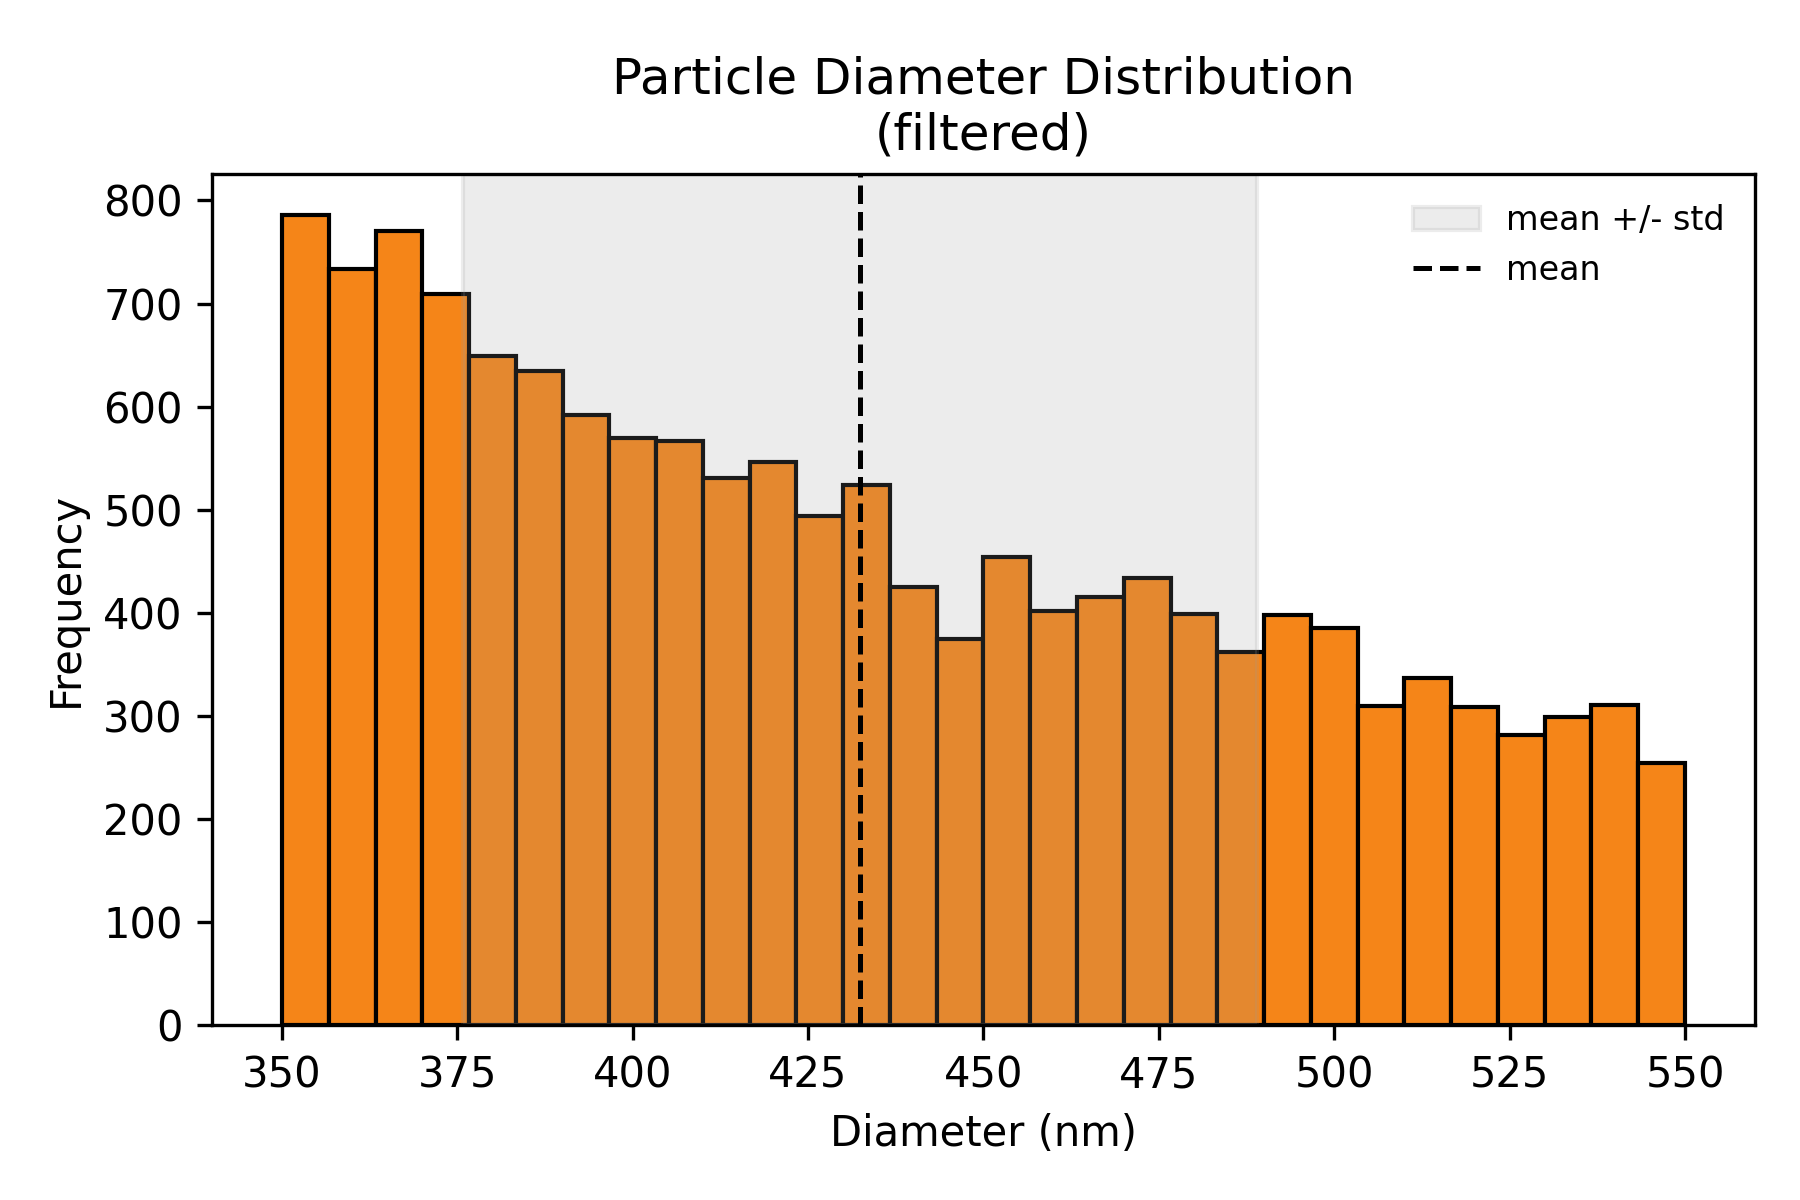 Particle Diameter Distribution
(filtered)
mean +/- std
mean
Frequency
800
700
600
500
400
300
200
100
0
350 375 400 425 450 475 500 525 550
Diameter (nm)